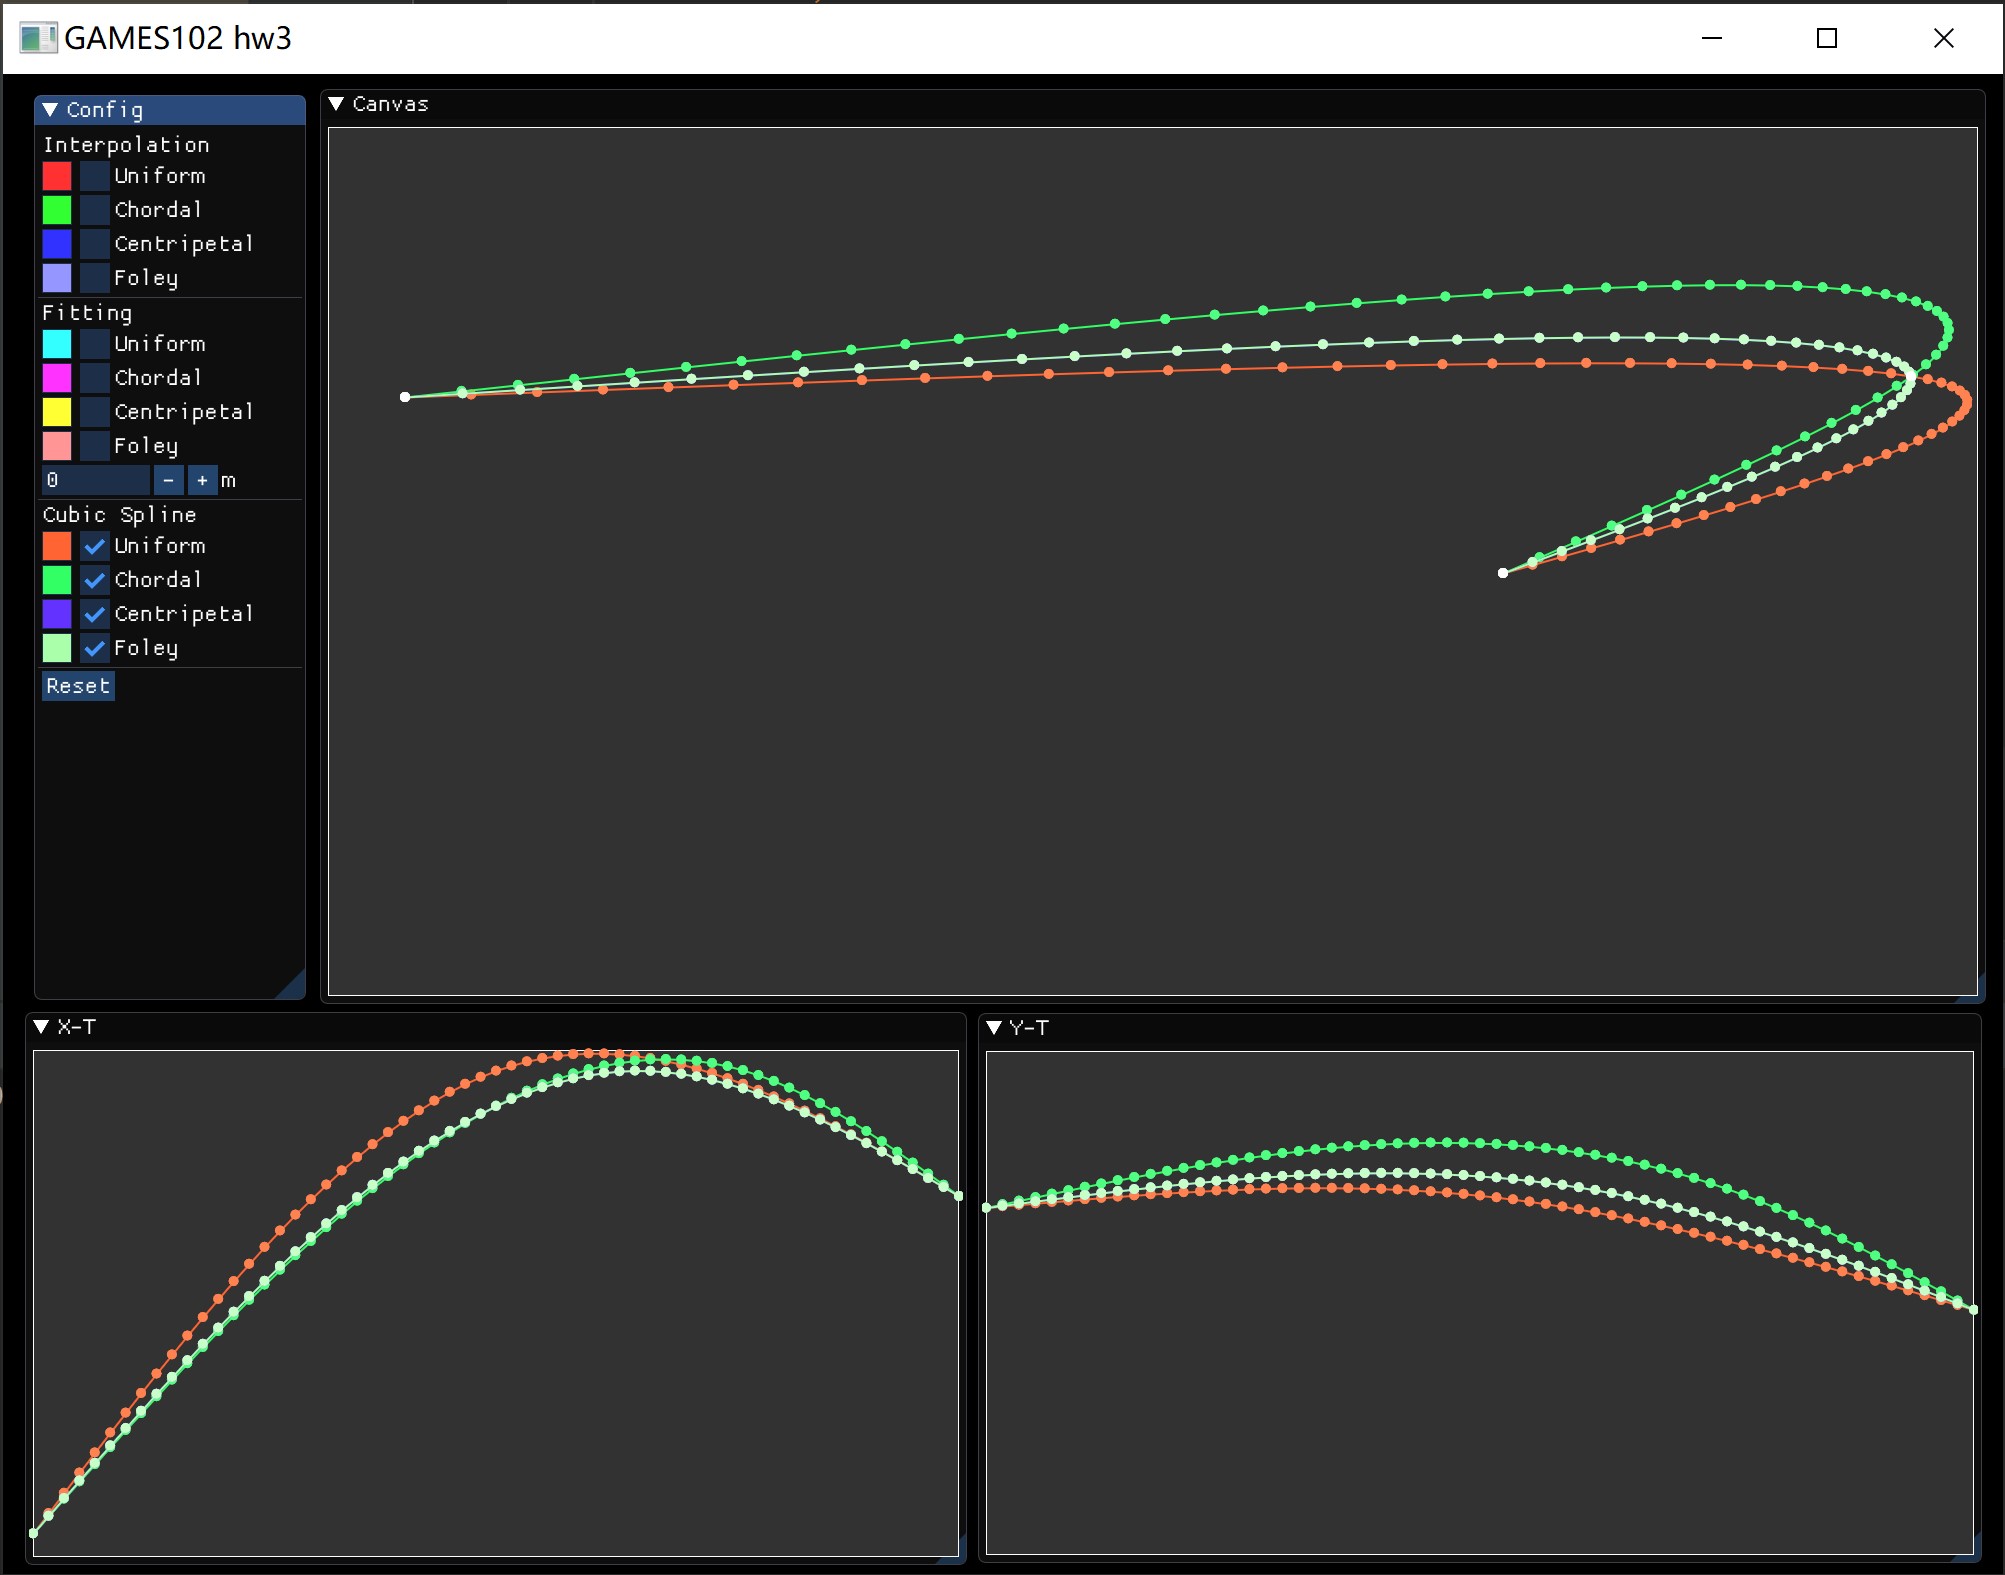 GAMES102 hw3
Config
Interpolation
Uniform
Chordal
Centripetal
Foley
Fitting
Uniform
Chordal
Centripetal
Foley
0 - + m
Cubic Spline
Uniform
Chordal
Centripetal
Foley
Reset
Canvas
X-T
Y-T